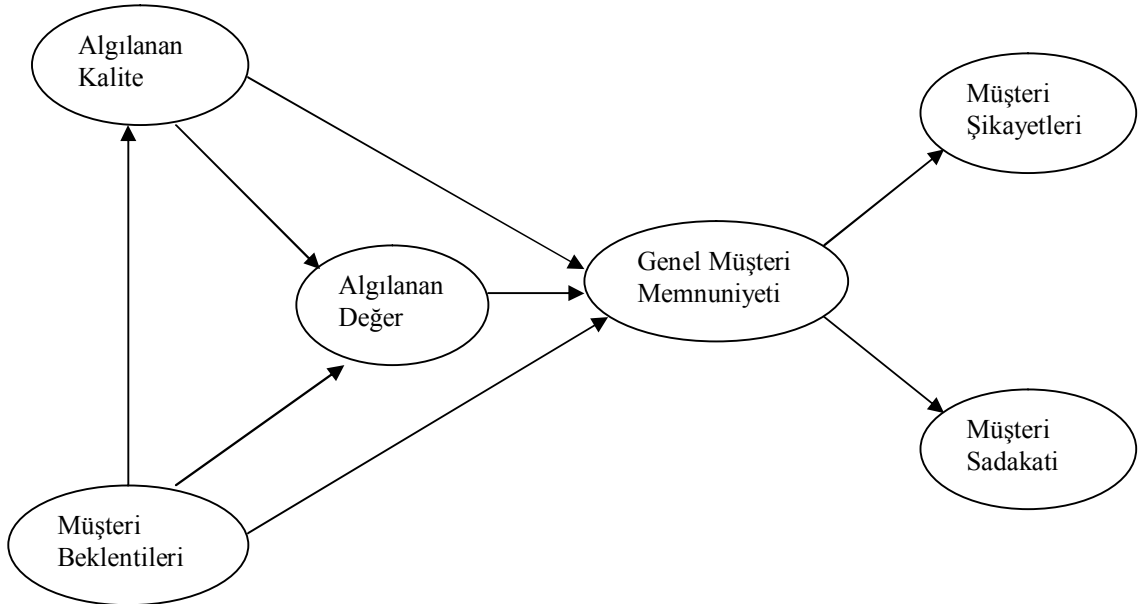 Algılanan
Kalite
Müşteri
Şikayetleri
Genel Müşteri
Memnuniyeti
Algılanan
Değer
Müşteri
Sadakati
Müşteri
Beklentileri